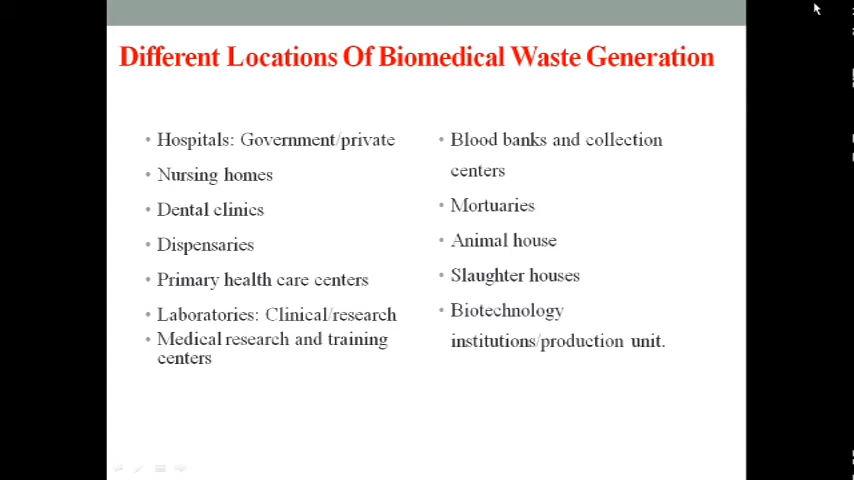 Different Locations Of Biomedical Waste Generation
• Hospitals: Government/private
• Nursing homes
• Dental clinics
• Dispensaries
• Primary health care centers
• Laboratories: Clinical/research
• Medical research and training
centers
• Blood banks and collection
centers
• Mortuaries
• Animal house
• Slaughter houses
• Biotechnology
institutions/production unit.